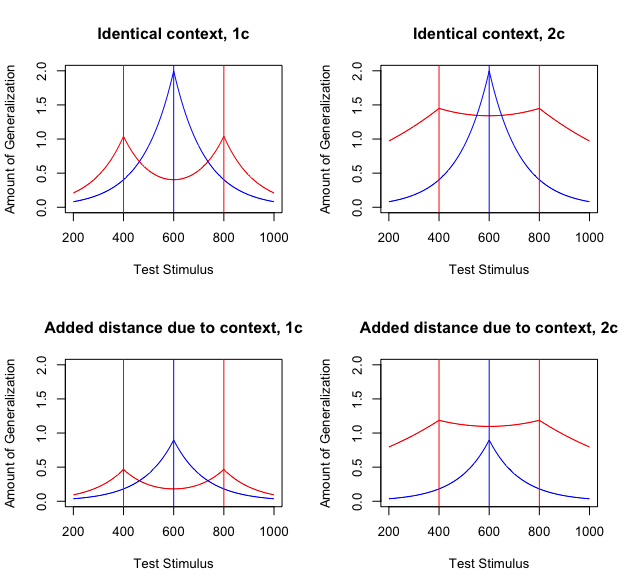 Identical context, 1c
Amount of Generalization
0.0 0.5 1.0 1.5 2.0
200 400 600 800 1000
Test Stimulus
Identical context, 2c
Amount of Generalization
0.0 0.5 1.0 1.5 2.0
200 400 600 800 1000
Test Stimulus
Added distance due to context, 1c
Amount of Generalization
0.0 0.5 1.0 1.5 2.0
200 400 600 800 1000
Test Stimulus
Added distance due to context, 2c
Amount of Generalization
0.0 0.5 1.0 1.5 2.0
200 400 600 800 1000
Test Stimulus